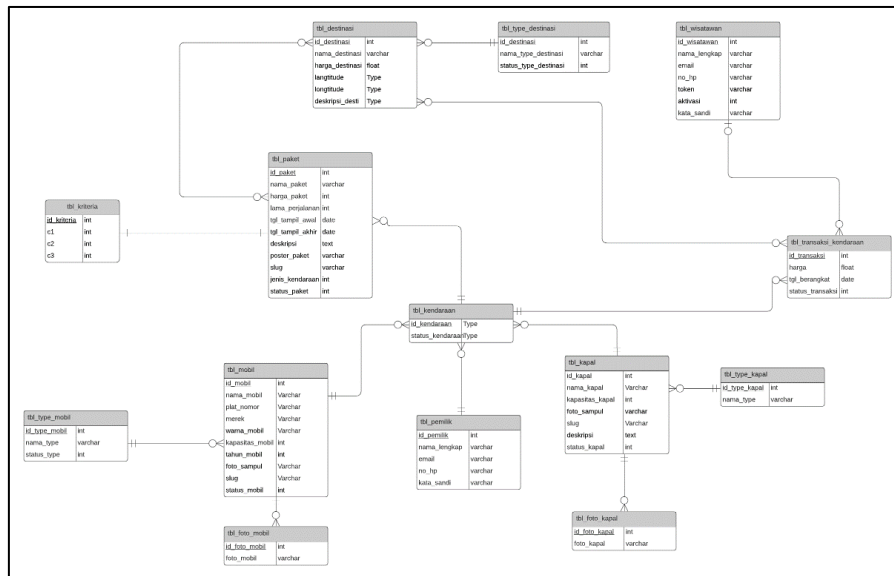 tbl_destinasi
id_destinasi int
nama_destinasi varchar
harga_destinasi float
langtitude Type
longtitude Type
deskripsi_desti Type
tbl_type_destinasi
id_destinasi int
nama_type_destinasi varchar
status_type_destinasi int
tbl_wisatawan
id_wisatawan int
nama_lengkap varchar
email varchar
no_hp varchar
token varchar
aktivasi int
kata_sandi varchar
tbl_paket
id_paket int
nama_paket varchar
harga_paket int
lama_perjalanan int
tgl_tampil_awal date
tgl_tampil_akhir date
deskripsi text
poster_paket varchar
slug varchar
jenis_kendaraan int
status_paket int
tbl_kriteria
id_kriteria int
c1 int
c2 int
c3 int
tbl_transaksi_kendaraan
id_transaksi int
harga float
tgl_berangkat date
status_transaksi int
tbl_kendaraan
id_kendaraan Type
status_kendaraan Type
tbl_mobil
id_mobil int
nama_mobil Varchar
plat_nomor Varchar
merek Varchar
warna_mobil Varchar
kapasitas_mobil int
tahun_mobil int
foto_sampul Varchar
slug Varchar
status_mobil int
tbl_kapal
id_kapal int
nama_kapal Varchar
kapasitas_kapal int
foto_sampul varchar
slug Varchar
deskripsi text
status_kapal int
tbl_type_kapal
id_type_kapal int
nama_type varchar
tbl_type_mobil
id_type_mobil int
nama_type varchar
status_type int
tbl_pemilik
id_pemilik int
nama_lengkap varchar
email varchar
no_hp varchar
kata_sandi varchar
tbl_foto_mobil
id_foto_mobil int
foto_mobil varchar
tbl_foto_kapal
id_foto_kapal int
foto_kapal varchar